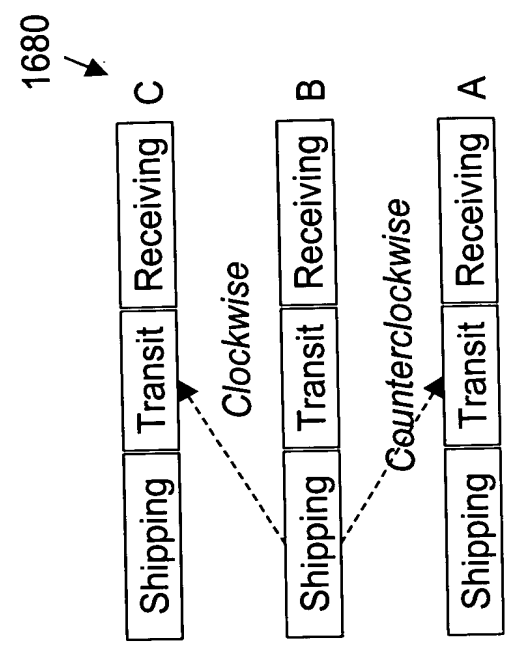 1680
Shipping Transit Receiving C
Clockwise
Shipping Transit Receiving B
Counterclockwise
Shipping Transit Receiving A